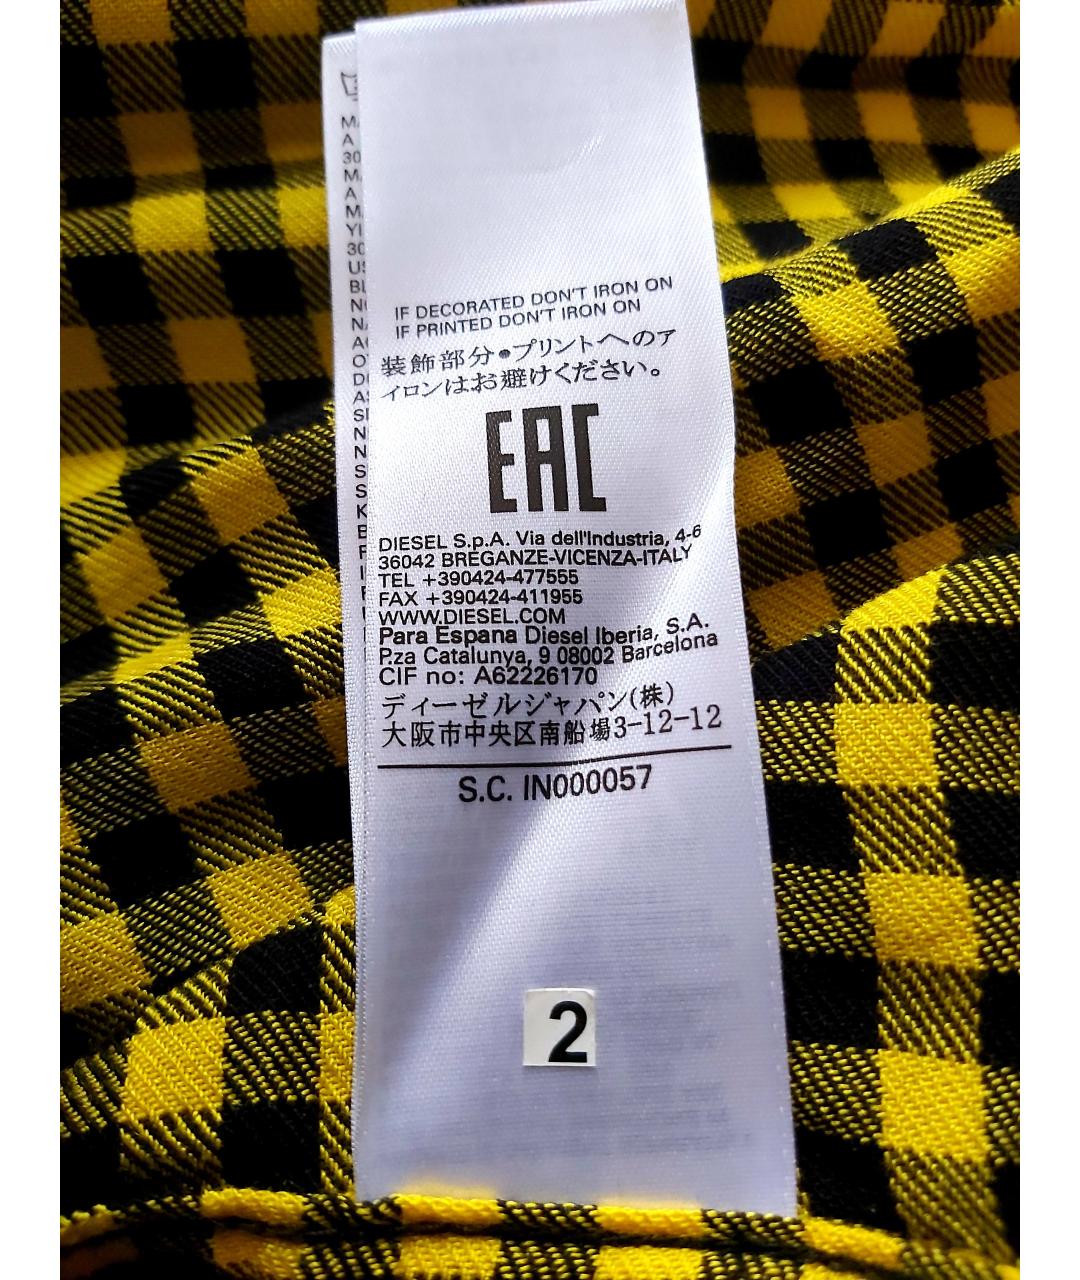 IF DECORATED DON'T IRON ON
IF PRINTED DON'T IRON ON
装飾部分●プリントへのア
イロンはお避けください。
EAC
DIESEL S.p.A. Via dell'Industria, 4-6
36042 BREGANZE-VICENZA-ITALY
TEL +390424-477555
FAX +390424-411955
WWW.DIESEL.COM
Para Espana Diesel Iberia, S.A.
P.za Catalunya, 9 08002 Barcelona
CIF no: A62226170
ディーゼルジャパン(株)
大阪市中央区南船場3-12-12
S.C. IN000057
2